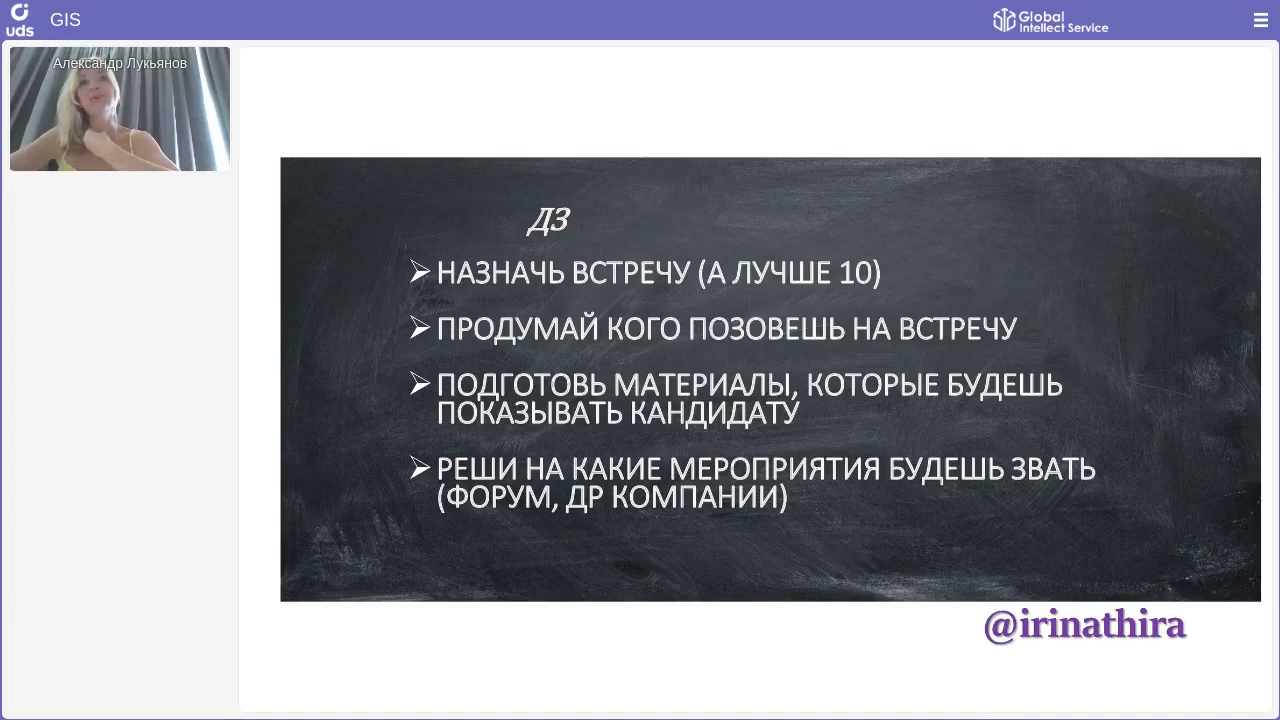 uds
GIS
Global
Intellect Service
Александр Лукьянов
ДЗ
НАЗНАЧЬ ВСТРЕЧУ (А ЛУЧШЕ 10)
ПРОДУМАЙ КОГО ПОЗОВЕШЬ НА ВСТРЕЧУ
ПОДГОТОВЬ МАТЕРИАЛЫ, КОТОРЫЕ БУДЕШЬ
ПОКАЗЫВАТЬ КАНДИДАТУ
РЕШИ НА КАКИЕ МЕРОПРИЯТИЯ БУДЕШЬ ЗВАТЬ
(ФОРУМ, ДР КОМПАНИИ)
@irinathira